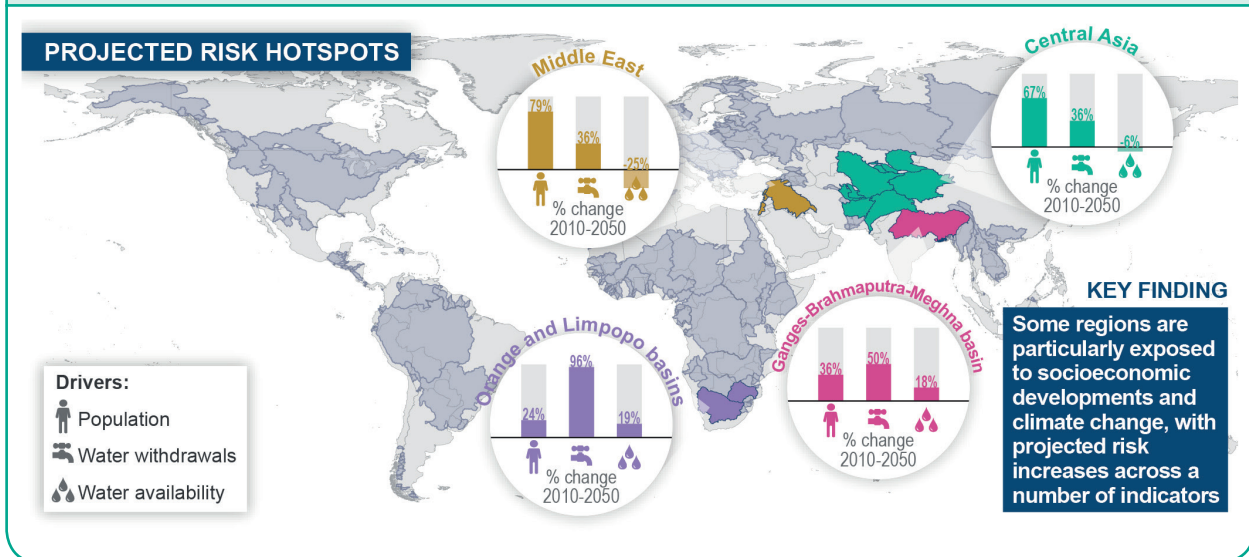 PROJECTED RISK HOTSPOTS
Middle East
79%
36%
-25%
% change
2010-2050
Central Asia
67%
36%
-6%
% change
2010-2050
Orange and Limpopo basins
24%
96%
19%
% change
2010-2050
Ganges-Brahmaputra-Meghna basin
36%
50%
18%
% change
2010-2050
Drivers:
Population
Water withdrawals
Water availability
KEY FINDING
Some regions are
particularly exposed
to socioeconomic
developments and
climate change, with
projected risk
increases across a
number of indicators